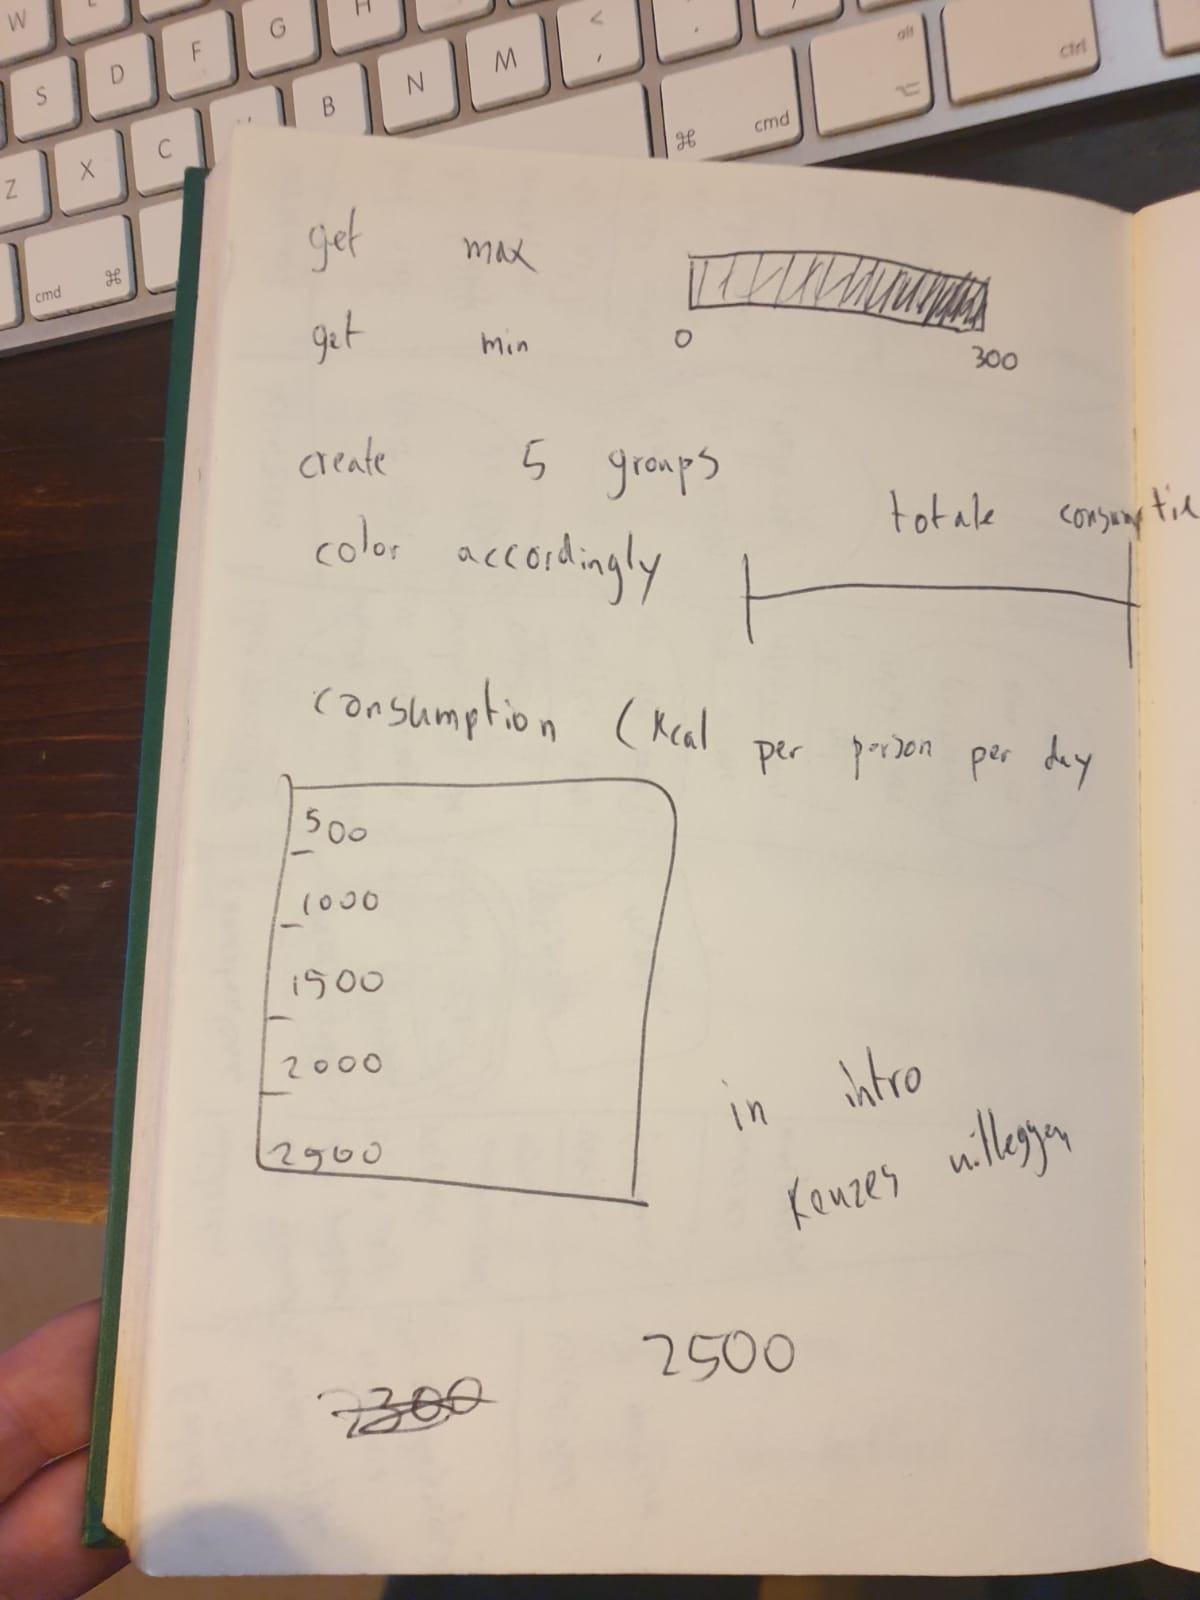 W
G
H
<
,
.
S
D
F
B
N
M
⌘ cmd
alt
⌥
ctrl
Z
X
C
cmd ⌘
get max
get min
0
300
create 5 groups
color accordingly
totale consumptie
consumption (kcal per person per day
500
1000
1500
2000
2500
in intro
keuzes uitleggen
2500
2300